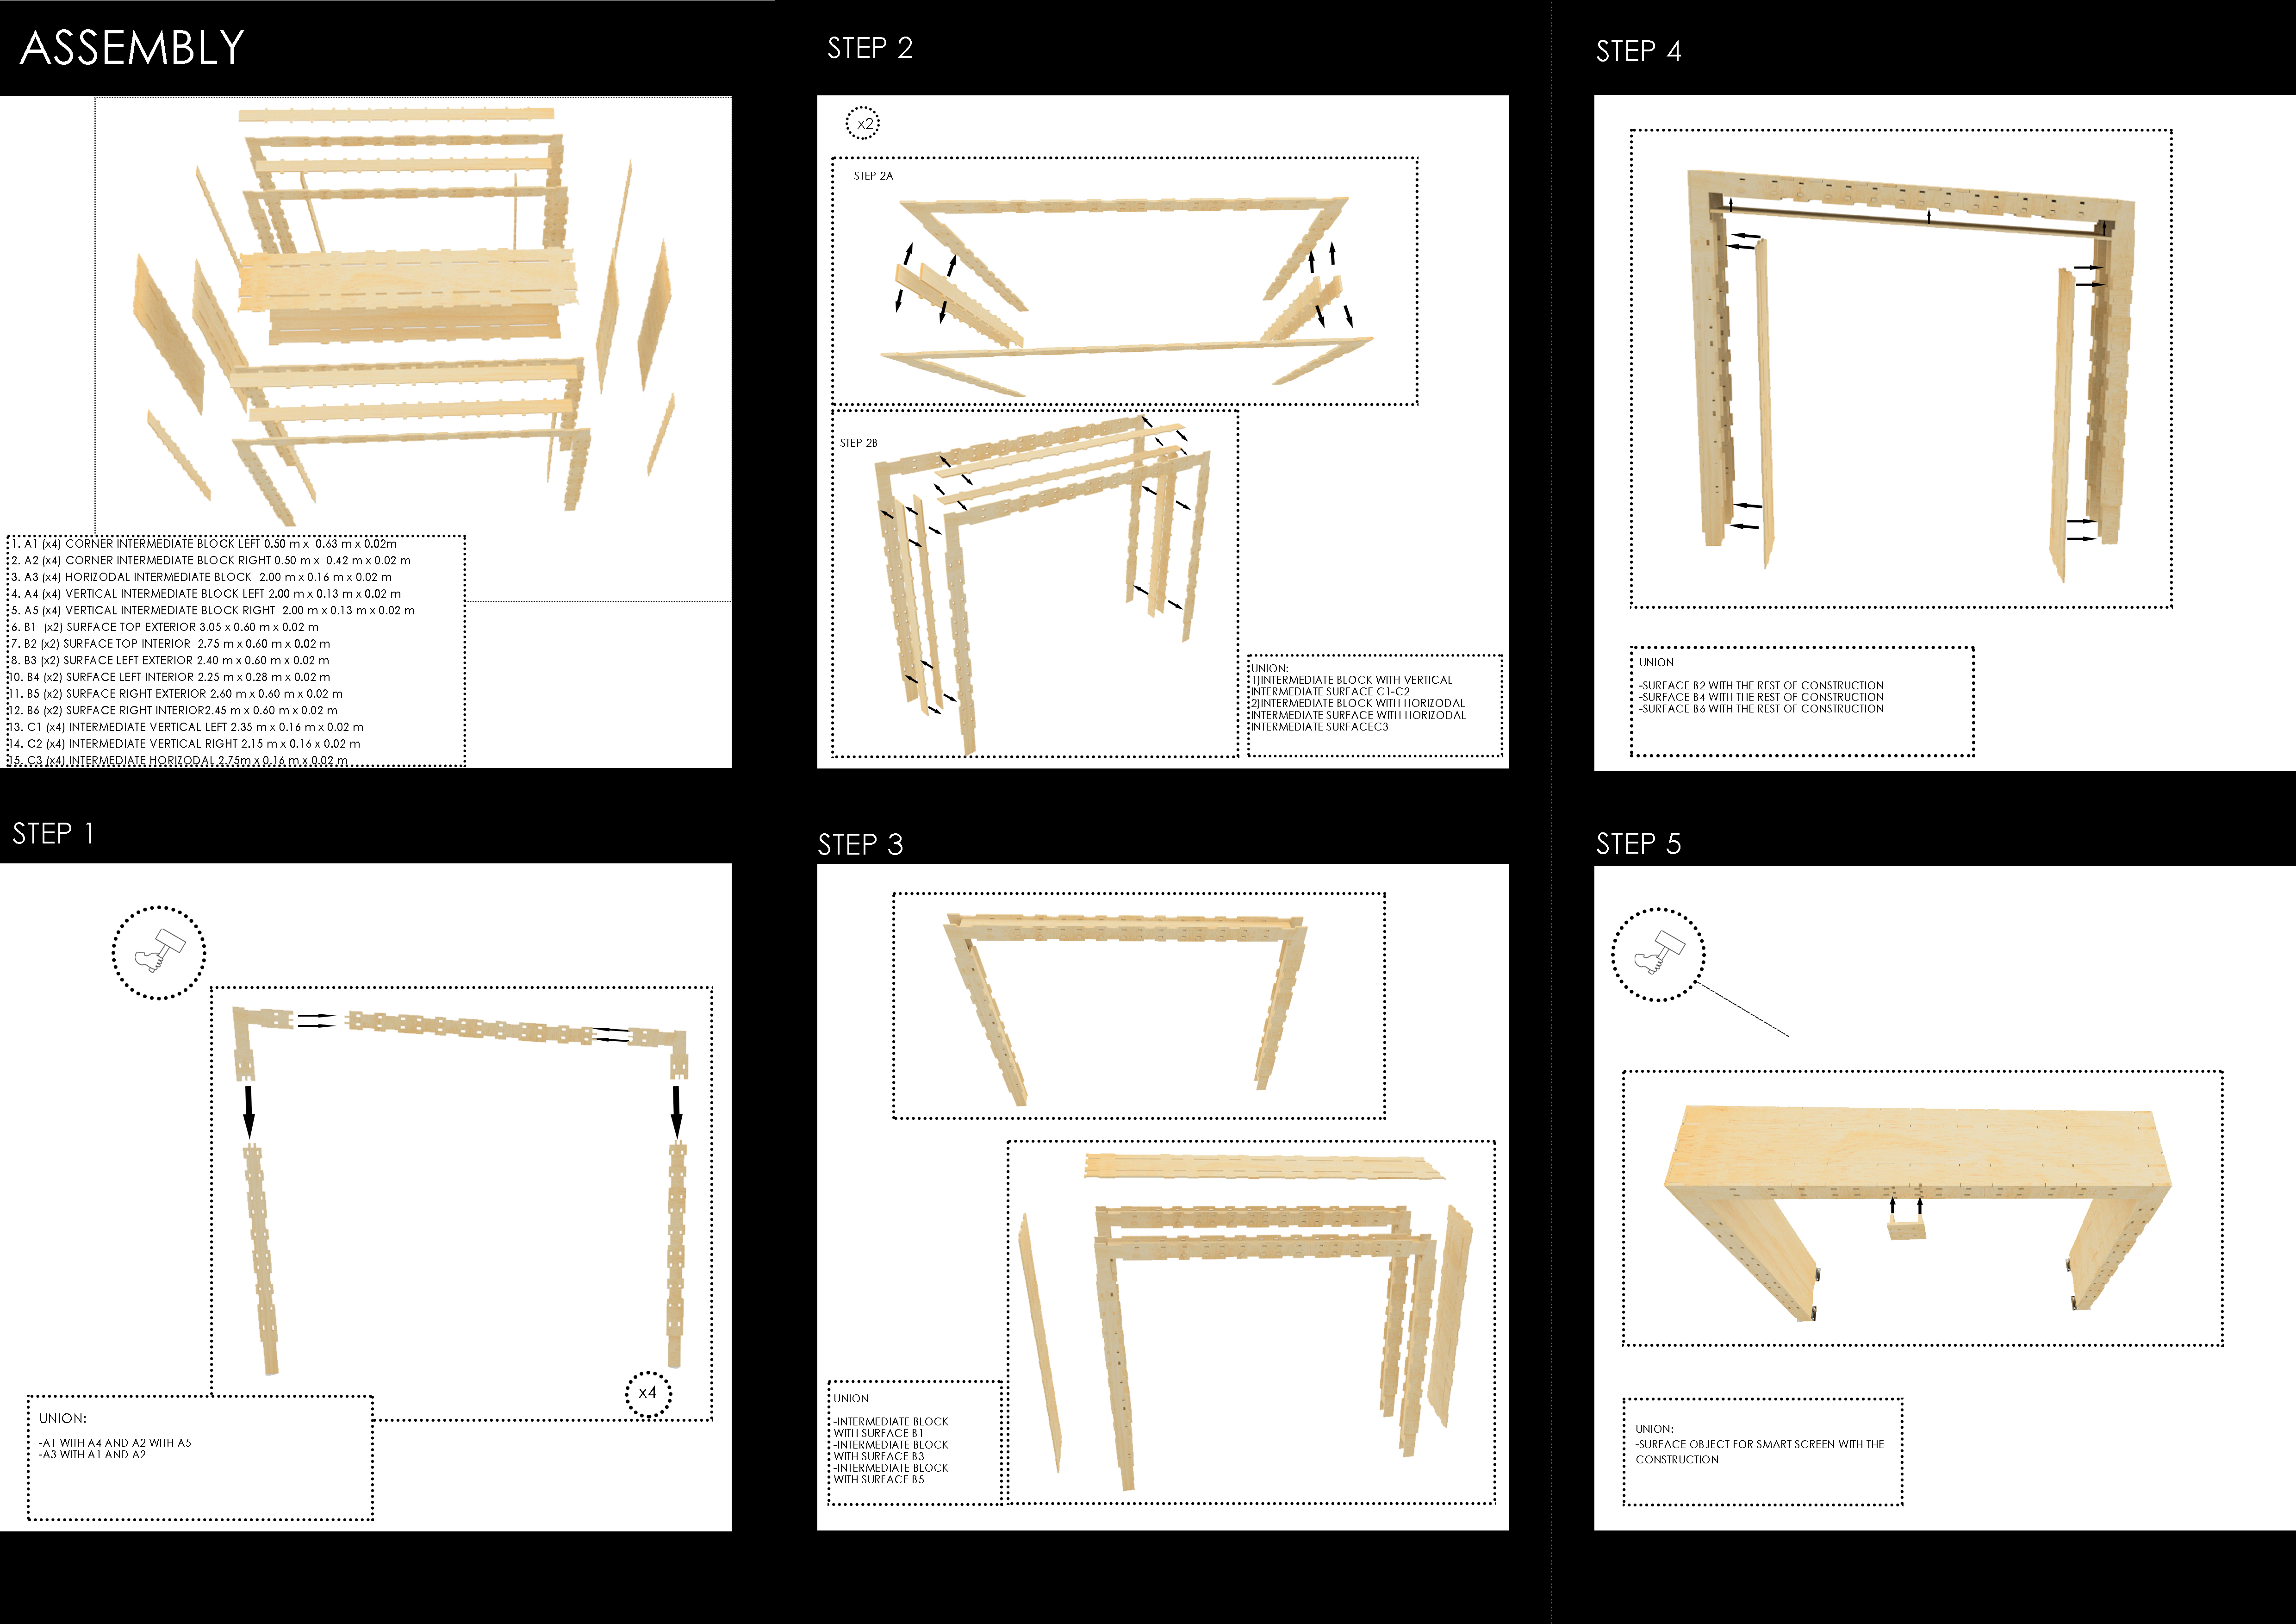 ASSEMBLY
1. A1 (x4) CORNER INTERMEDIATE BLOCK LEFT 0.50 m x 0.63 m x 0.02m
2. A2 (x4) CORNER INTERMEDIATE BLOCK RIGHT 0.50 m x 0.42 m x 0.02 m
3. A3 (x4) HORIZODAL INTERMEDIATE BLOCK 2.00 m x 0.16 m x 0.02 m
4. A4 (x4) VERTICAL INTERMEDIATE BLOCK LEFT 2.00 m x 0.13 m x 0.02 m
5. A5 (x4) VERTICAL INTERMEDIATE BLOCK RIGHT 2.00 m x 0.13 m x 0.02 m
6. B1 (x2) SURFACE TOP EXTERIOR 3.05 x 0.60 m x 0.02 m
7. B2 (x2) SURFACE TOP INTERIOR 2.75 m x 0.60 m x 0.02 m
8. B3 (x2) SURFACE LEFT EXTERIOR 2.40 m x 0.60 m x 0.02 m
10. B4 (x2) SURFACE LEFT INTERIOR 2.25 m x 0.28 m x 0.02 m
11. B5 (x2) SURFACE RIGHT EXTERIOR 2.60 m x 0.60 m x 0.02 m
12. B6 (x2) SURFACE RIGHT INTERIOR2.45 m x 0.60 m x 0.02 m
13. C1 (x4) INTERMEDIATE VERTICAL LEFT 2.35 m x 0.16 m x 0.02 m
14. C2 (x4) INTERMEDIATE VERTICAL RIGHT 2.15 m x 0.16 x 0.02 m
15. C3 (x4) INTERMEDIATE HORIZODAL 2.75m x 0.16 m x 0.02 m
STEP 1
x4
UNION:
-A1 WITH A4 AND A2 WITH A5
-A3 WITH A1 AND A2
STEP 2
x2
STEP 2A
STEP 2B
UNION:
1)INTERMEDIATE BLOCK WITH VERTICAL
INTERMEDIATE SURFACE C1-C2
2)INTERMEDIATE BLOCK WITH HORIZODAL
INTERMEDIATE SURFACE WITH HORIZODAL
INTERMEDIATE SURFACEC3
STEP 3
UNION
-INTERMEDIATE BLOCK
WITH SURFACE B1
-INTERMEDIATE BLOCK
WITH SURFACE B3
-INTERMEDIATE BLOCK
WITH SURFACE B5
STEP 4
UNION
-SURFACE B2 WITH THE REST OF CONSTRUCTION
-SURFACE B4 WITH THE REST OF CONSTRUCTION
-SURFACE B6 WITH THE REST OF CONSTRUCTION
STEP 5
UNION:
-SURFACE OBJECT FOR SMART SCREEN WITH THE
CONSTRUCTION